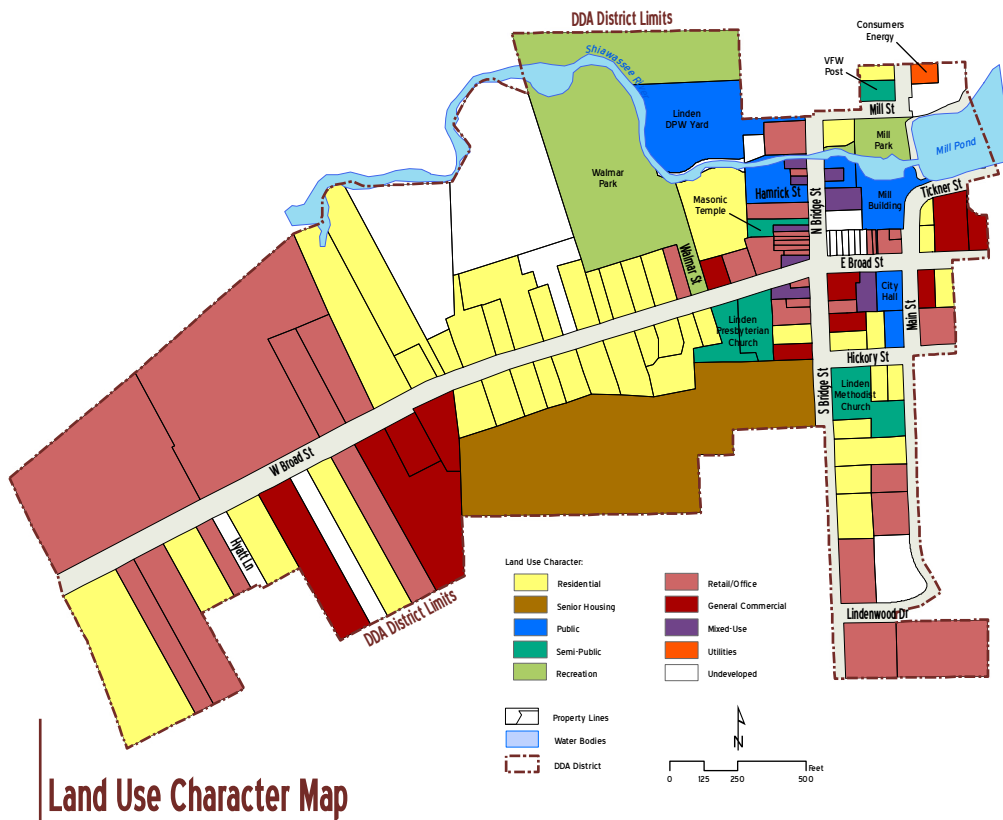 DDA District Limits
Consumers
Energy
VFW
Post
Mill St
Shiawassee River
Linden
DPW Yard
Mill
Park
Mill Pond
Walmar
Park
Masonic
Temple
Hamrick St
N Bridge St
Mill
Building
Tickner St
Walmar St
E Broad St
City
Hall
Main St
Linden
Presbyterian
Church
Hickory St
S Bridge St
Linden
Methodist
Church
W Broad St
Hyatt Ln
DDA District Limits
Lindenwood Dr
Land Use Character:
Residential
Senior Housing
Public
Semi-Public
Recreation
Retail/Office
General Commercial
Mixed-Use
Utilities
Undeveloped
Property Lines
Water Bodies
DDA District
N
Feet
0 125 250 500
Land Use Character Map